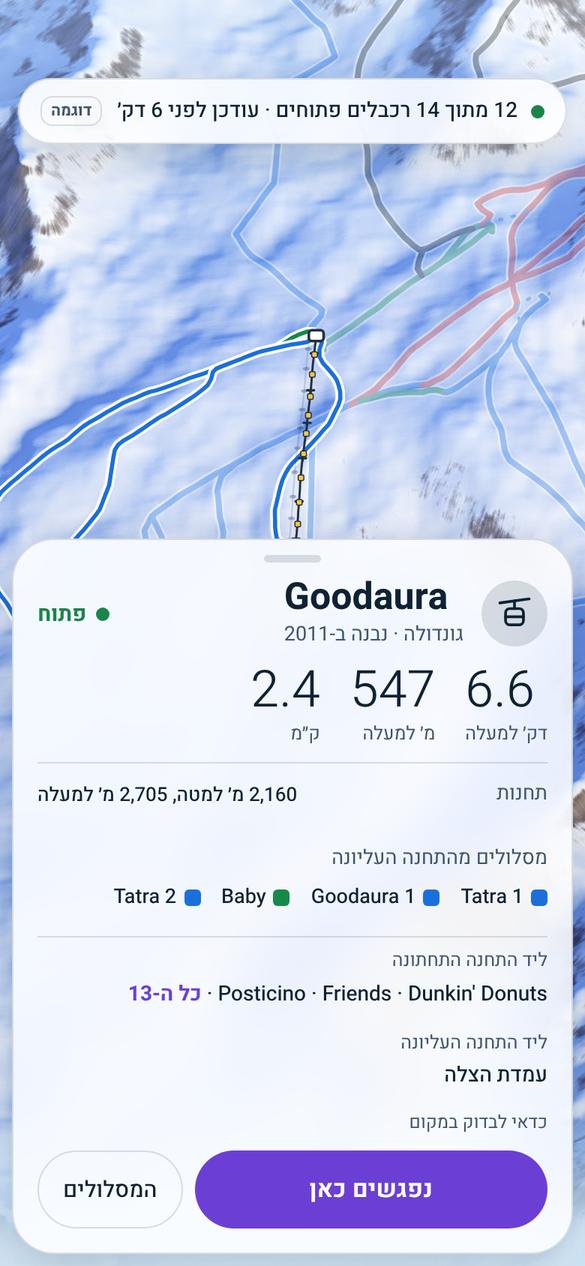 12 מתוך 14 רכבלים פתוחים · עודכן לפני 6 דק׳ דוגמה
Goodaura
פתוח
גונדולה · נבנה ב-2011
6.6 547 2.4
דק׳ למעלה מ׳ למעלה ק״מ
תחנות 2,160 מ׳ למטה, 2,705 מ׳ למעלה
מסלולים מהתחנה העליונה
Tatra 1 Goodaura 1 Baby Tatra 2
ליד התחנה התחתונה
Dunkin' Donuts · Friends · Posticino · כל ה-13
ליד התחנה העליונה
עמדת הצלה
כדאי לבדוק במקום
נפגשים כאן המסלולים